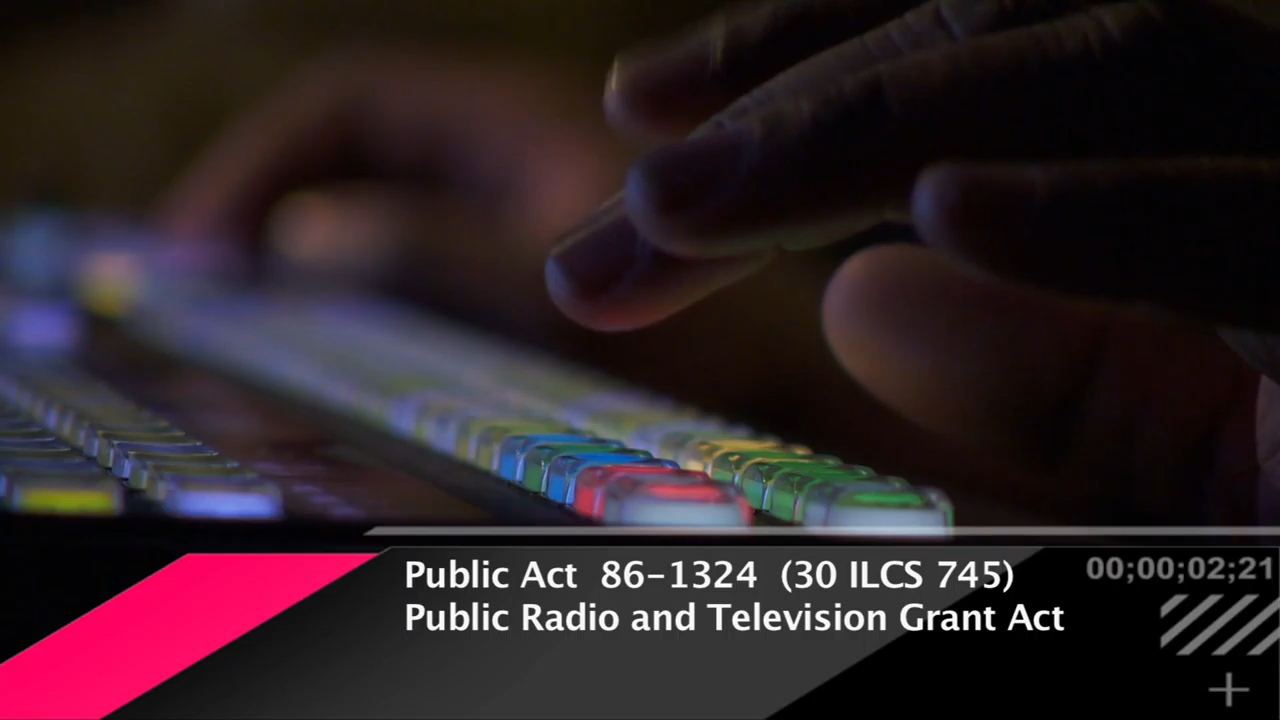 Public Act  86-1324  (30 ILCS 745)
Public Radio and Television Grant Act
00;00;02;21